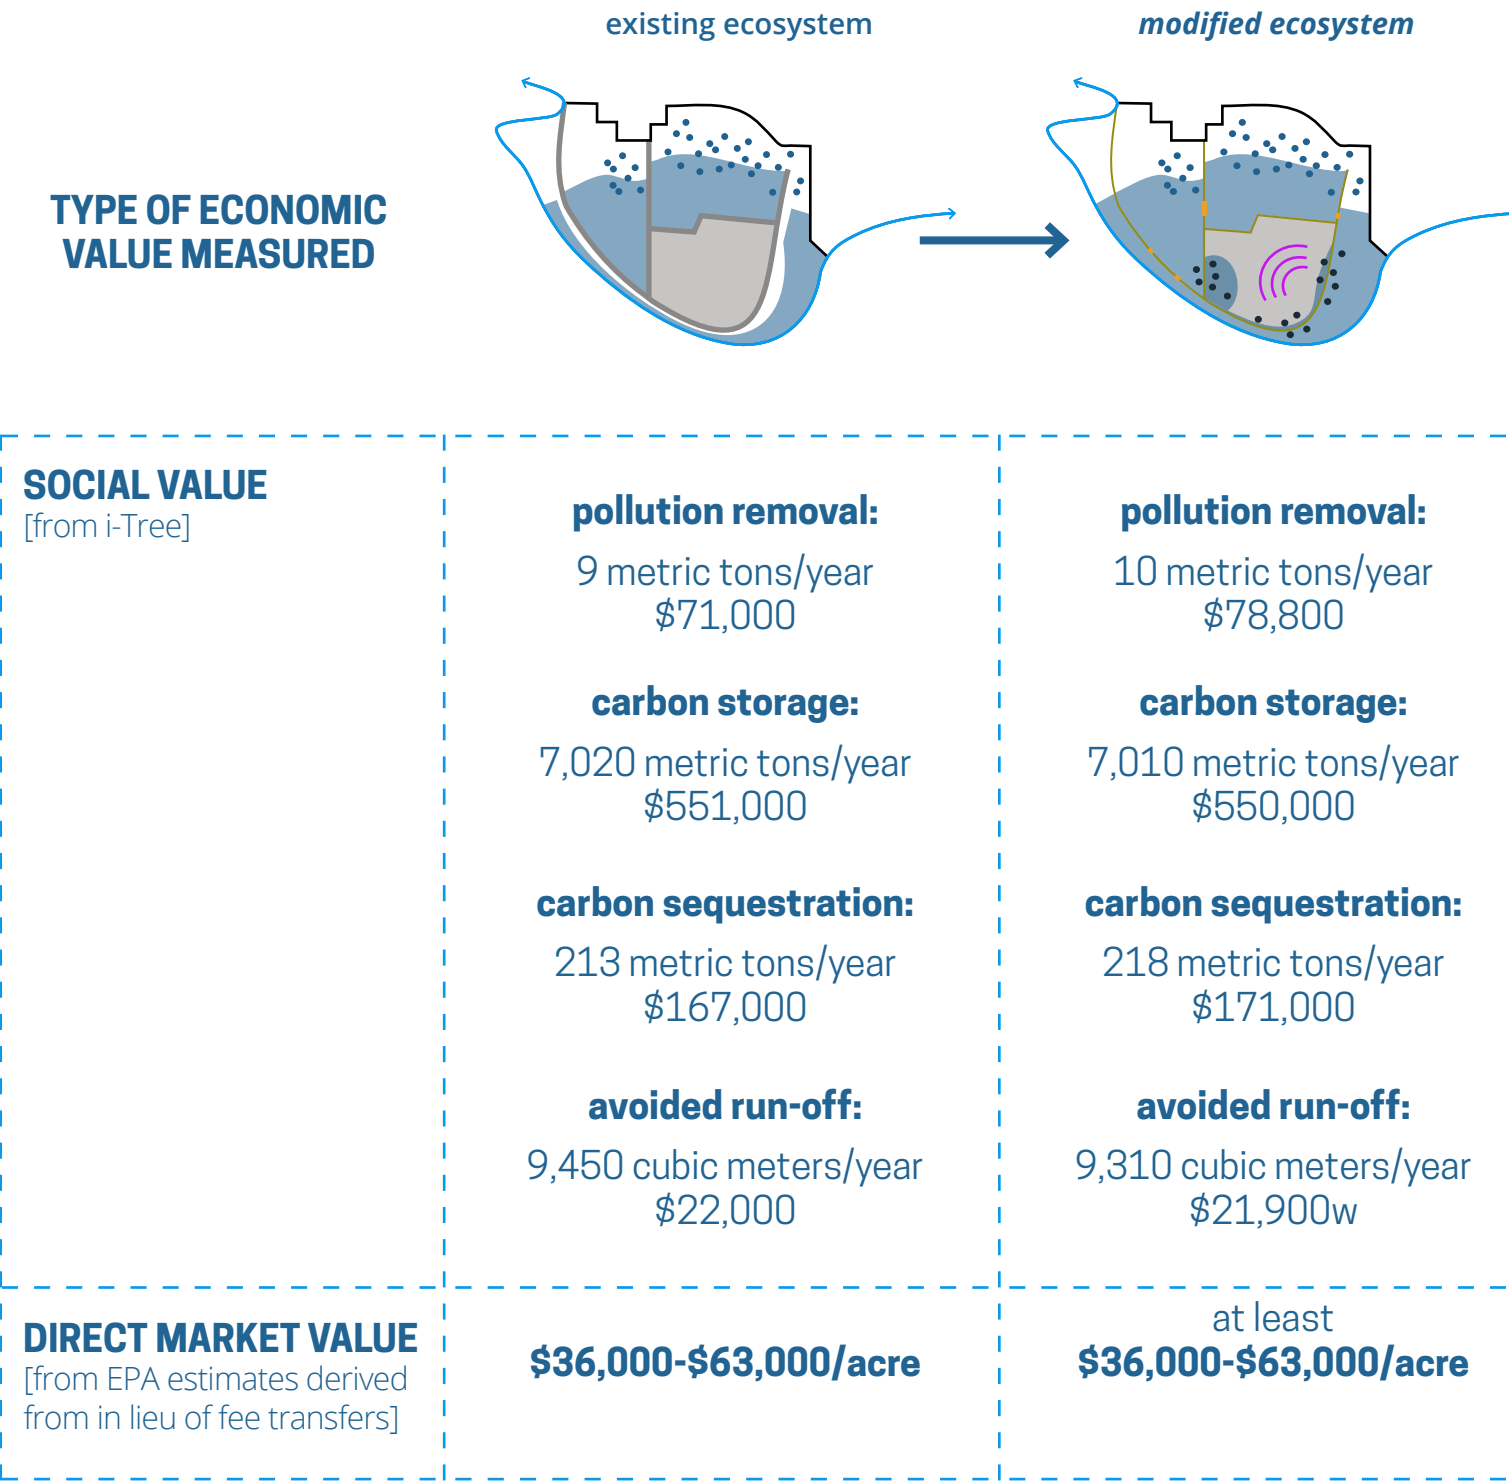 existing ecosystem
modified ecosystem
TYPE OF ECONOMIC
VALUE MEASURED
SOCIAL VALUE
[from i-Tree]
pollution removal:
9 metric tons/year
$71,000
carbon storage:
7,020 metric tons/year
$551,000
carbon sequestration:
213 metric tons/year
$167,000
avoided run-off:
9,450 cubic meters/year
$22,000
pollution removal:
10 metric tons/year
$78,800
carbon storage:
7,010 metric tons/year
$550,000
carbon sequestration:
218 metric tons/year
$171,000
avoided run-off:
9,310 cubic meters/year
$21,900w
DIRECT MARKET VALUE
[from EPA estimates derived
from in lieu of fee transfers]
$36,000-$63,000/acre
at least
$36,000-$63,000/acre